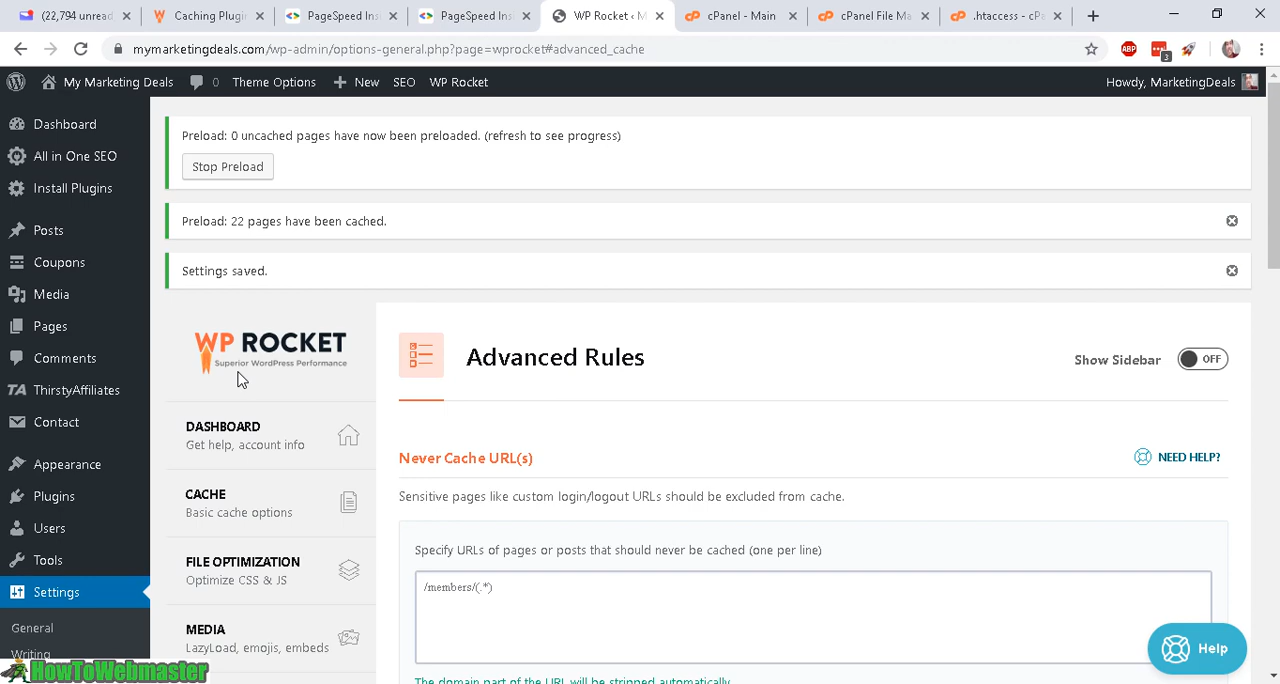 (22,794 unread
Caching Plugi
PageSpeed Ins
PageSpeed Ins
WP Rocket ‹ M
cPanel - Main
cPanel File Ma
.htaccess - cPa
mymarketingdeals.com/wp-admin/options-general.php?page=wprocket#advanced_cache
ABP
3
My Marketing Deals
0
Theme Options
New
SEO
WP Rocket
Howdy, MarketingDeals
Dashboard
All in One SEO
Install Plugins
Posts
Coupons
Media
Pages
Comments
TA ThirstyAffiliates
Contact
Appearance
Plugins
Users
Tools
Settings
General
Writing
HowToWebmaster
Preload: 0 uncached pages have now been preloaded. (refresh to see progress)
Stop Preload
Preload: 22 pages have been cached.
Settings saved.
WP ROCKET
Superior WordPress Performance
DASHBOARD
Get help, account info
CACHE
Basic cache options
FILE OPTIMIZATION
Optimize CSS & JS
MEDIA
LazyLoad, emojis, embeds
Advanced Rules
Show Sidebar
OFF
Never Cache URL(s)
NEED HELP?
Sensitive pages like custom login/logout URLs should be excluded from cache.
Specify URLs of pages or posts that should never be cached (one per line)
/members/(.*)
The domain part of the URL will be stripped automatically.
Help